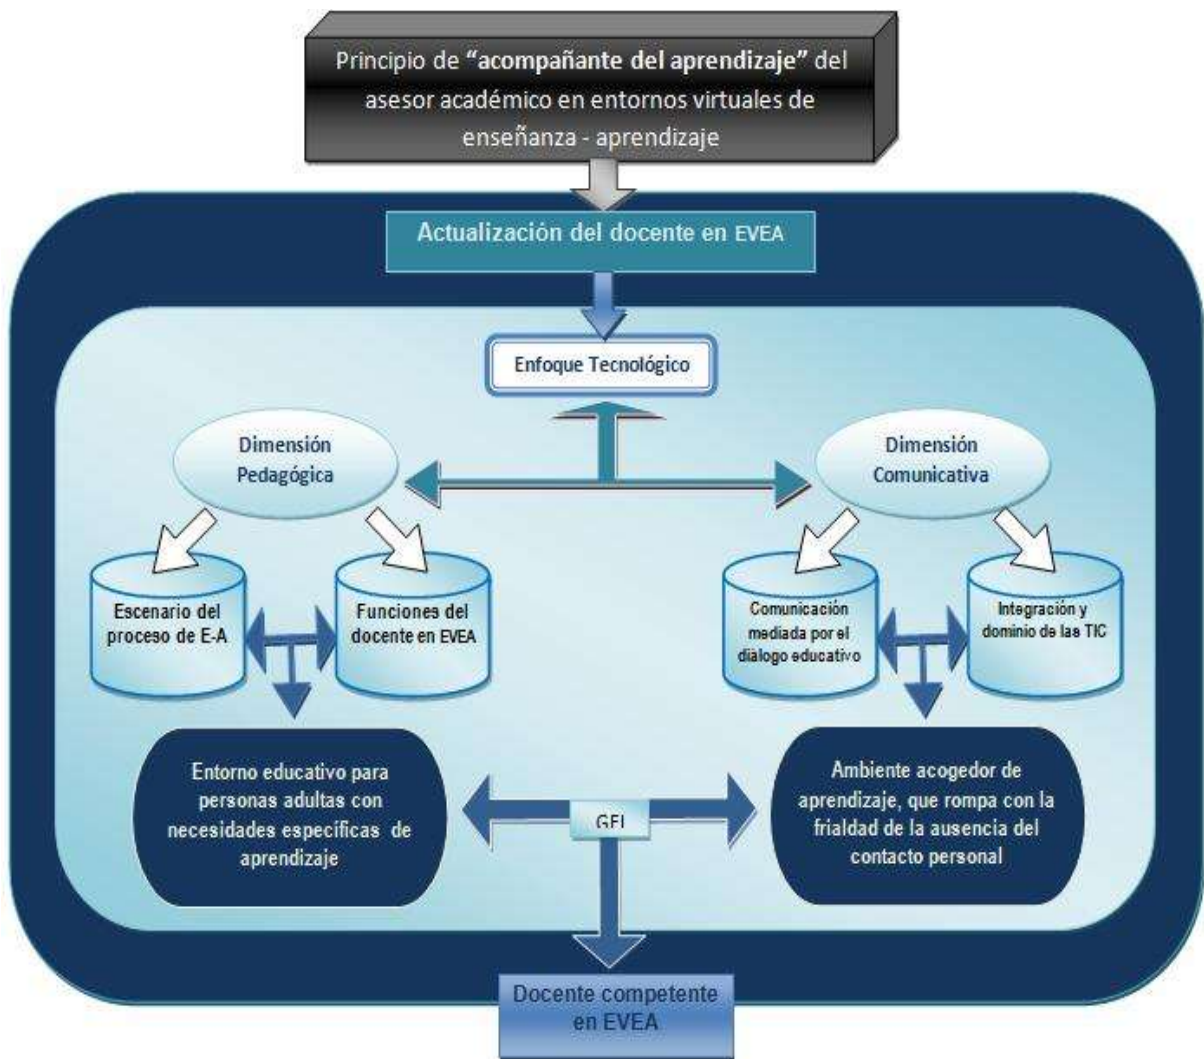 Principio de “acompañante del aprendizaje” del
asesor académico en entornos virtuales de
enseñanza - aprendizaje
Actualización del docente en EVEA
Enfoque Tecnológico
Dimensión
Pedagógica
Dimensión
Comunicativa
Escenario del
proceso de E-A
Funciones del
docente en EVEA
Comunicación
mediada por el
diálogo educativo
Integración y
dominio de las TIC
Entorno educativo para
personas adultas con
necesidades específicas de
aprendizaje
GFI
Ambiente acogedor de
aprendizaje, que rompa con la
frialdad de la ausencia del
contacto personal
Docente competente
en EVEA